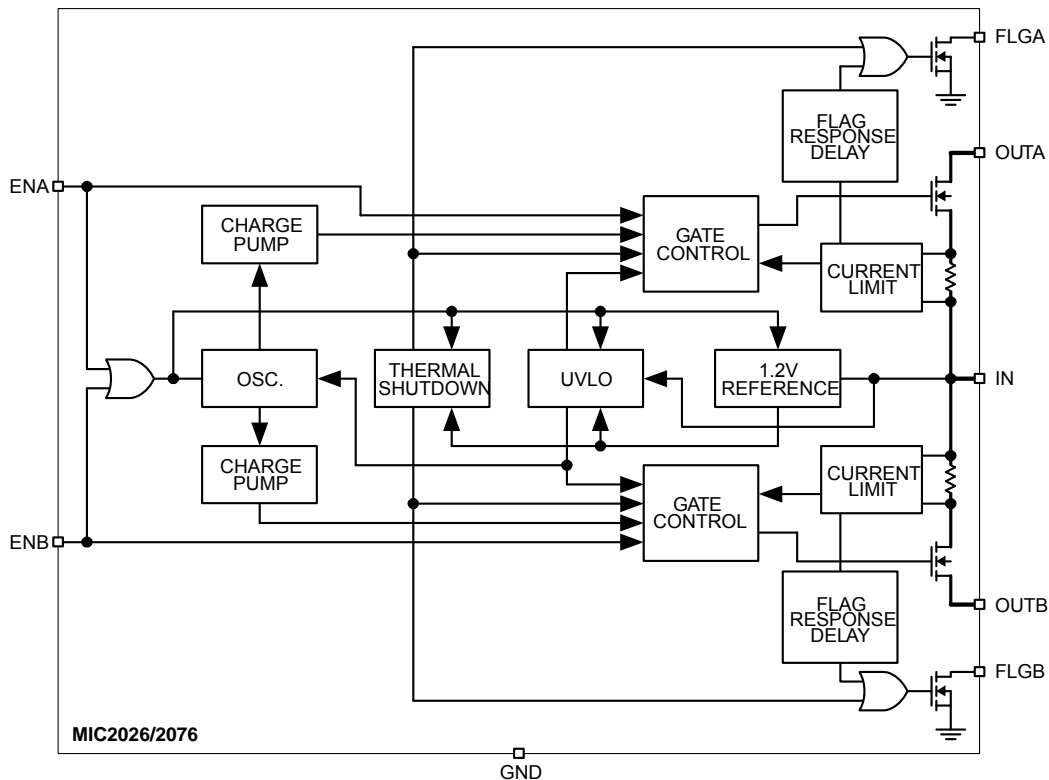 FLGA
FLAG
RESPONSE
DELAY
OUTA
ENA
CHARGE
PUMP
GATE
CONTROL
CURRENT
LIMIT
OSC.
THERMAL
SHUTDOWN
UVLO
1.2V
REFERENCE
IN
CHARGE
PUMP
GATE
CONTROL
CURRENT
LIMIT
ENB
FLAG
RESPONSE
DELAY
OUTB
FLGB
MIC2026/2076
GND